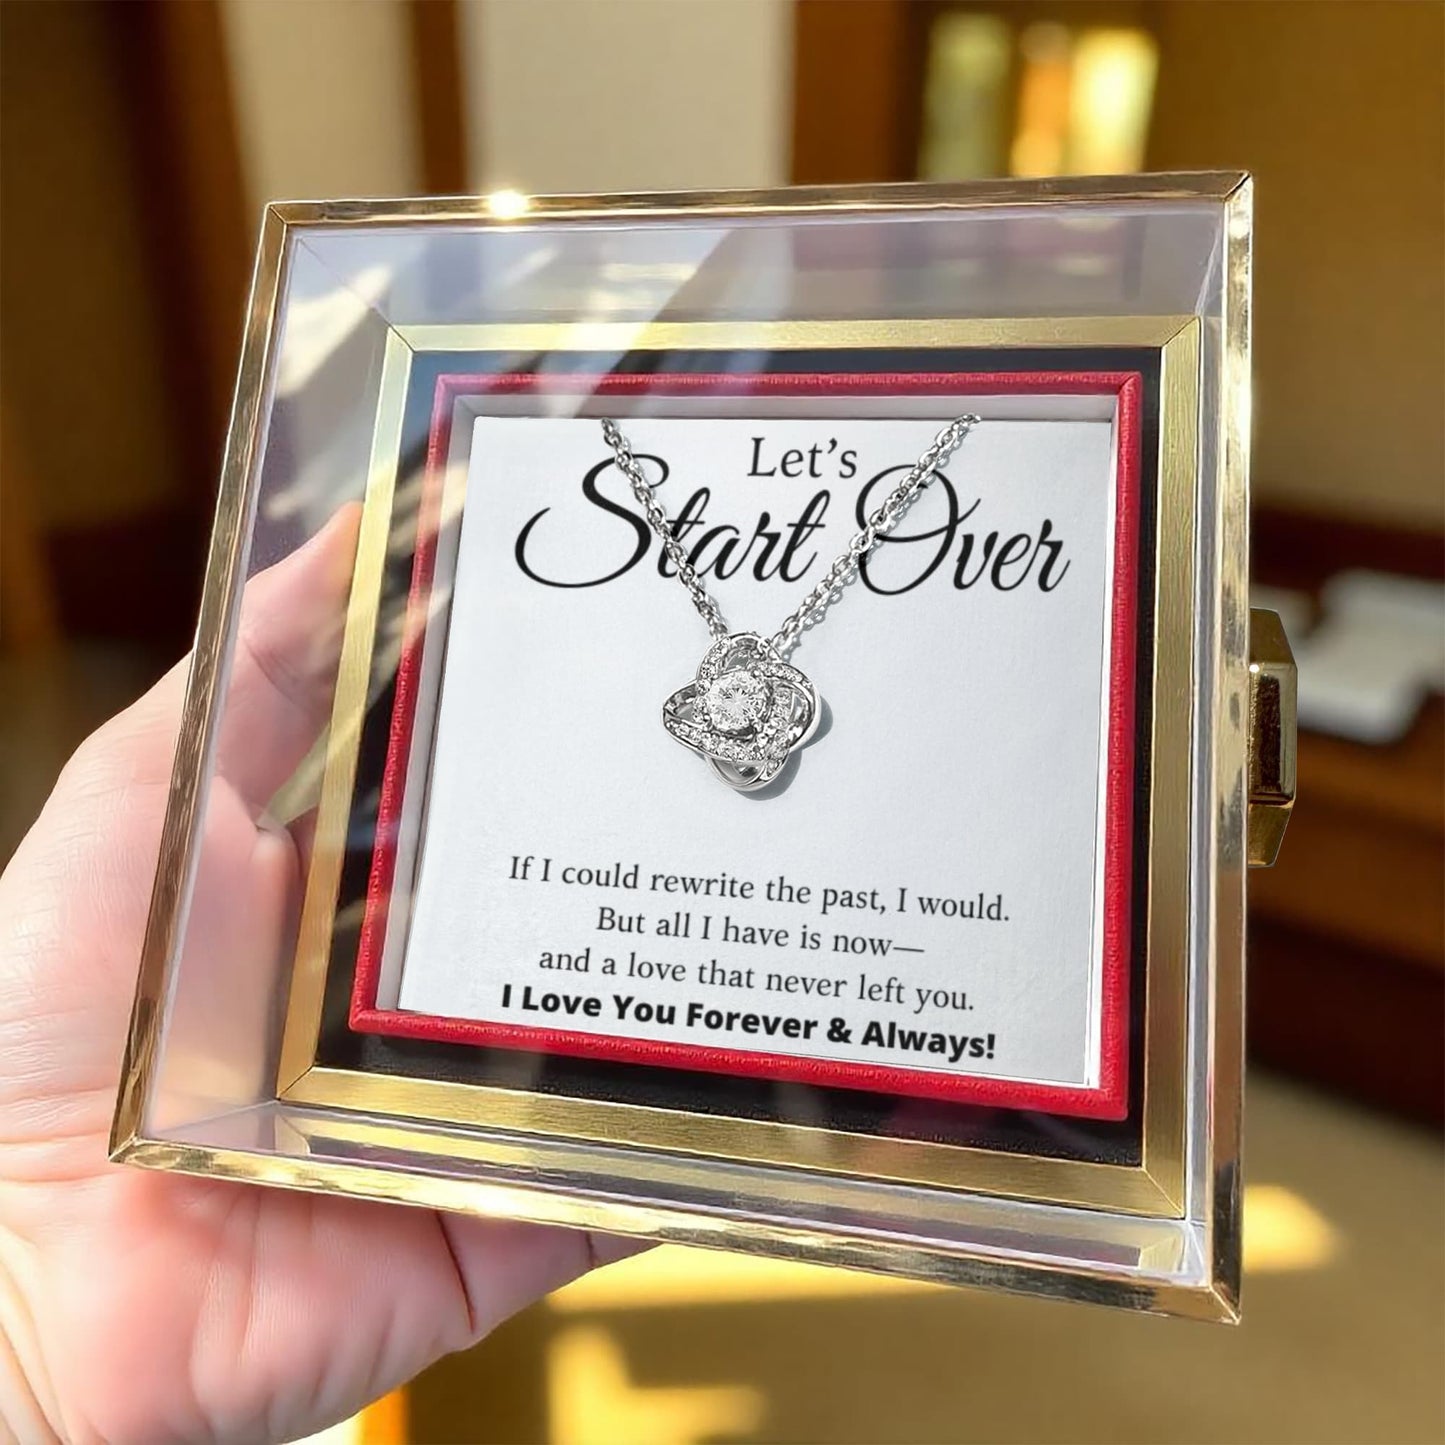 Let's
Start Over
If I could rewrite the past, I would.
But all I have is now—
and a love that never left you.
I Love You Forever & Always!